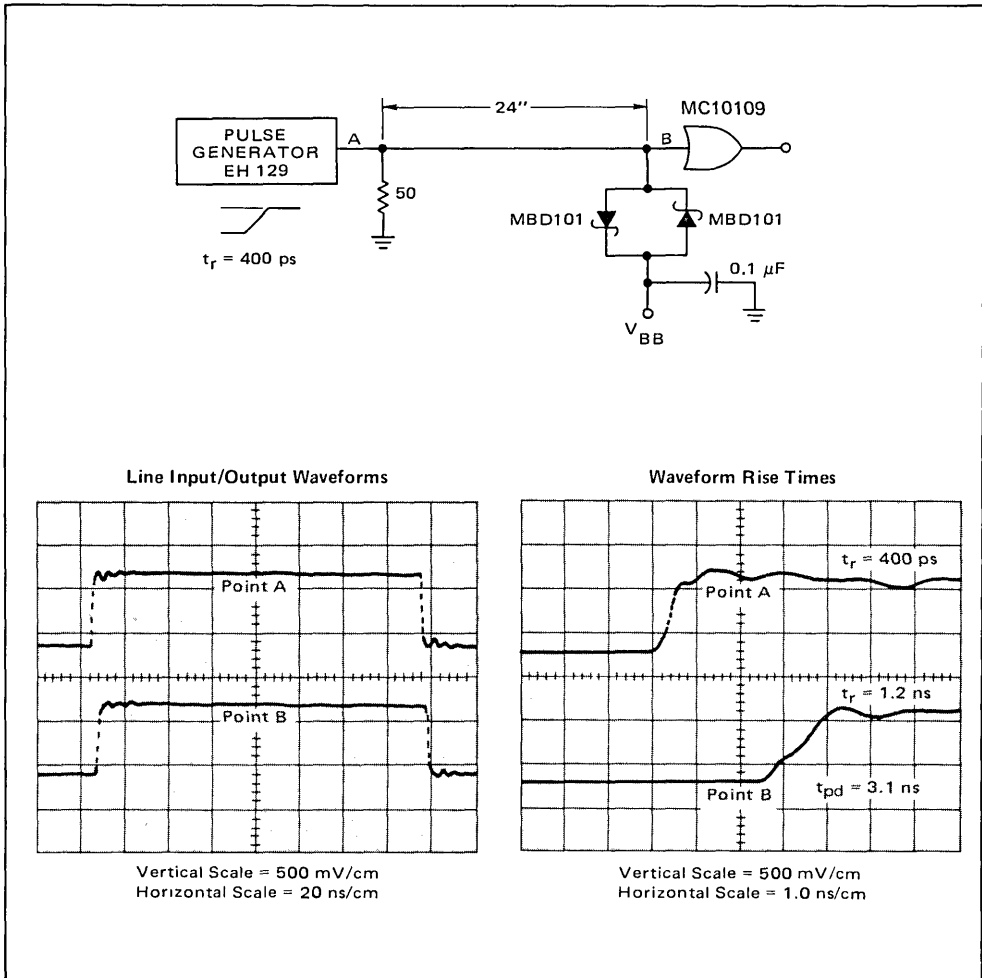 24"
MC10109
PULSE
GENERATOR
EH 129
A
B
50
MBD101
MBD101
t_r = 400 ps
0.1 μF
V_BB
Line Input/Output Waveforms
Point A
Point B
Vertical Scale = 500 mV/cm
Horizontal Scale = 20 ns/cm
Waveform Rise Times
t_r = 400 ps
Point A
t_r = 1.2 ns
Point B
t_pd = 3.1 ns
Vertical Scale = 500 mV/cm
Horizontal Scale = 1.0 ns/cm